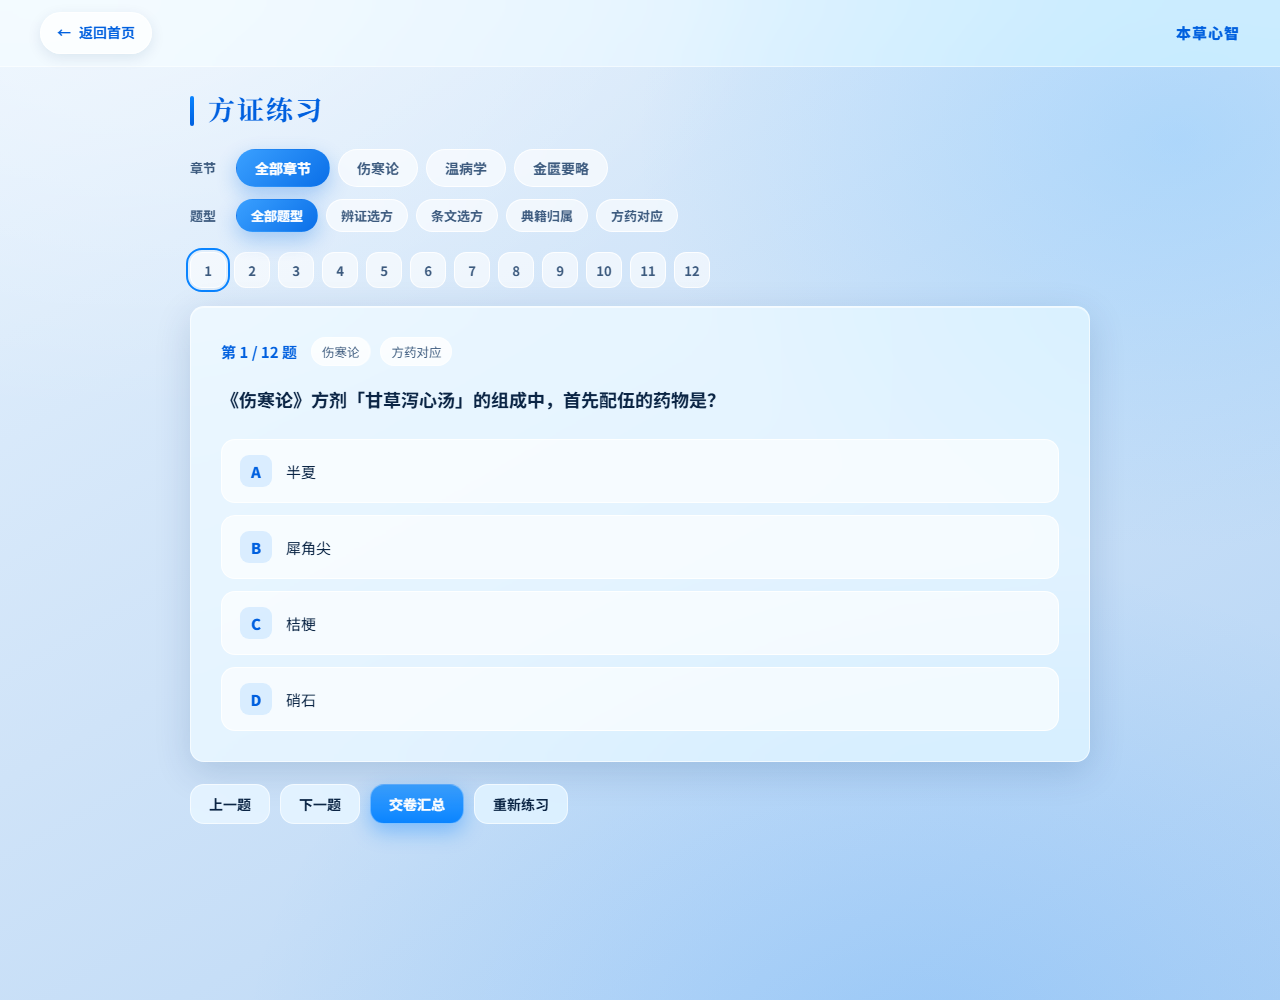 ← 返回首页
本草心智
方证练习
章节 全部章节 伤寒论 温病学 金匮要略
题型 全部题型 辨证选方 条文选方 典籍归属 方药对应
1 2 3 4 5 6 7 8 9 10 11 12
第 1 / 12 题 伤寒论 方药对应
《伤寒论》方剂「甘草泻心汤」的组成中，首先配伍的药物是？
A 半夏
B 犀角尖
C 桔梗
D 硝石
上一题 下一题 交卷汇总 重新练习